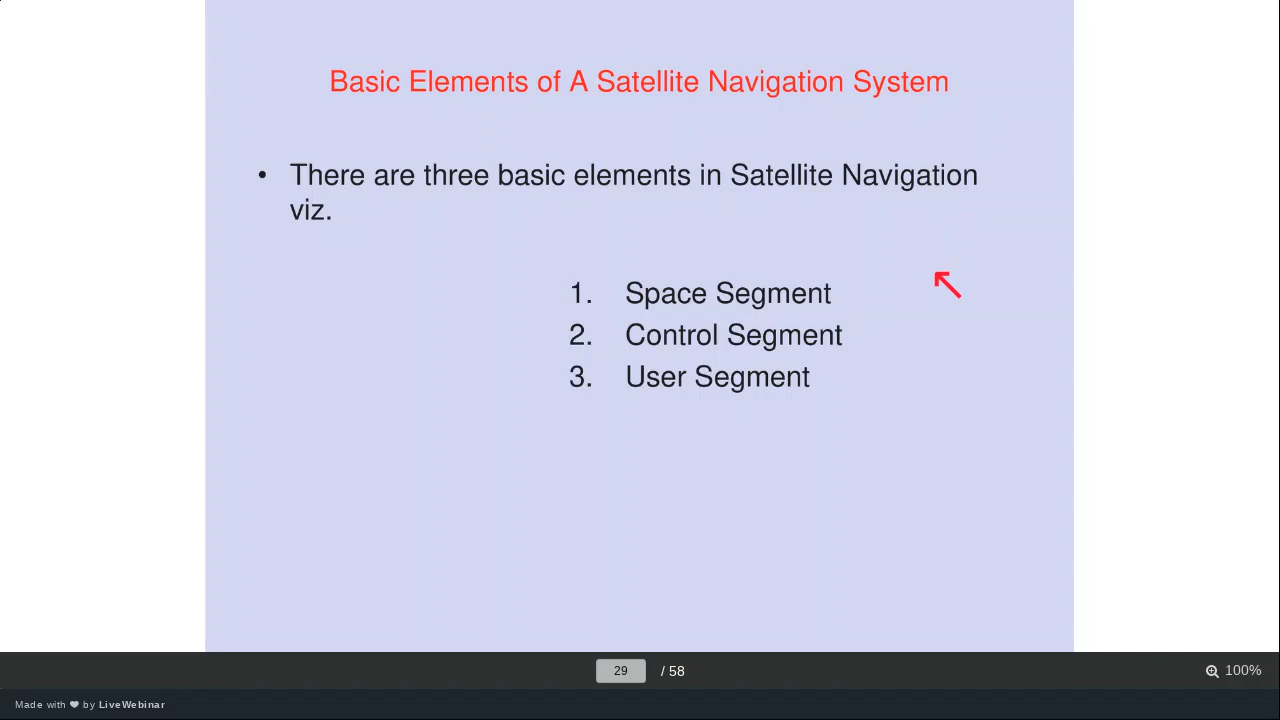 Basic Elements of A Satellite Navigation System
• There are three basic elements in Satellite Navigation
viz.
1. Space Segment
2. Control Segment
3. User Segment
29 / 58
100%
Made with ❤ by LiveWebinar